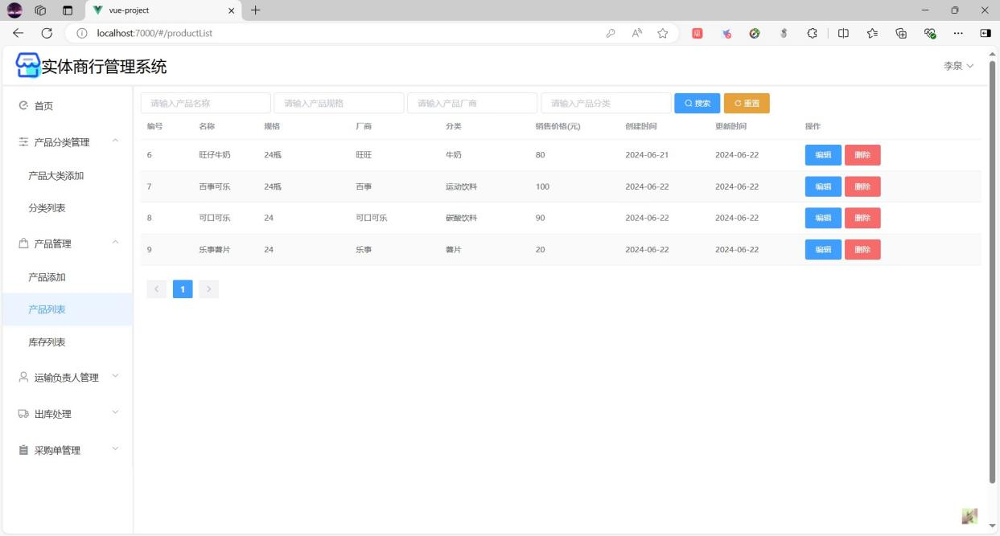 vue-project
localhost:7000/#/productList
实体商行管理系统
李泉
首页
产品分类管理
产品大类添加
分类列表
产品管理
产品添加
产品列表
库存列表
运输负责人管理
出库处理
采购单管理
请输入产品名称 请输入产品规格 请输入产品厂商 请输入产品分类 搜索 重置
编号 名称 规格 厂商 分类 销售价格(元) 创建时间 更新时间 操作
6 旺仔牛奶 24瓶 旺旺 牛奶 80 2024-06-21 2024-06-22 编辑 删除
7 百事可乐 24瓶 百事 运动饮料 100 2024-06-22 2024-06-22 编辑 删除
8 可口可乐 24 可口可乐 碳酸饮料 90 2024-06-22 2024-06-22 编辑 删除
9 乐事薯片 24 乐事 薯片 20 2024-06-22 2024-06-22 编辑 删除
1